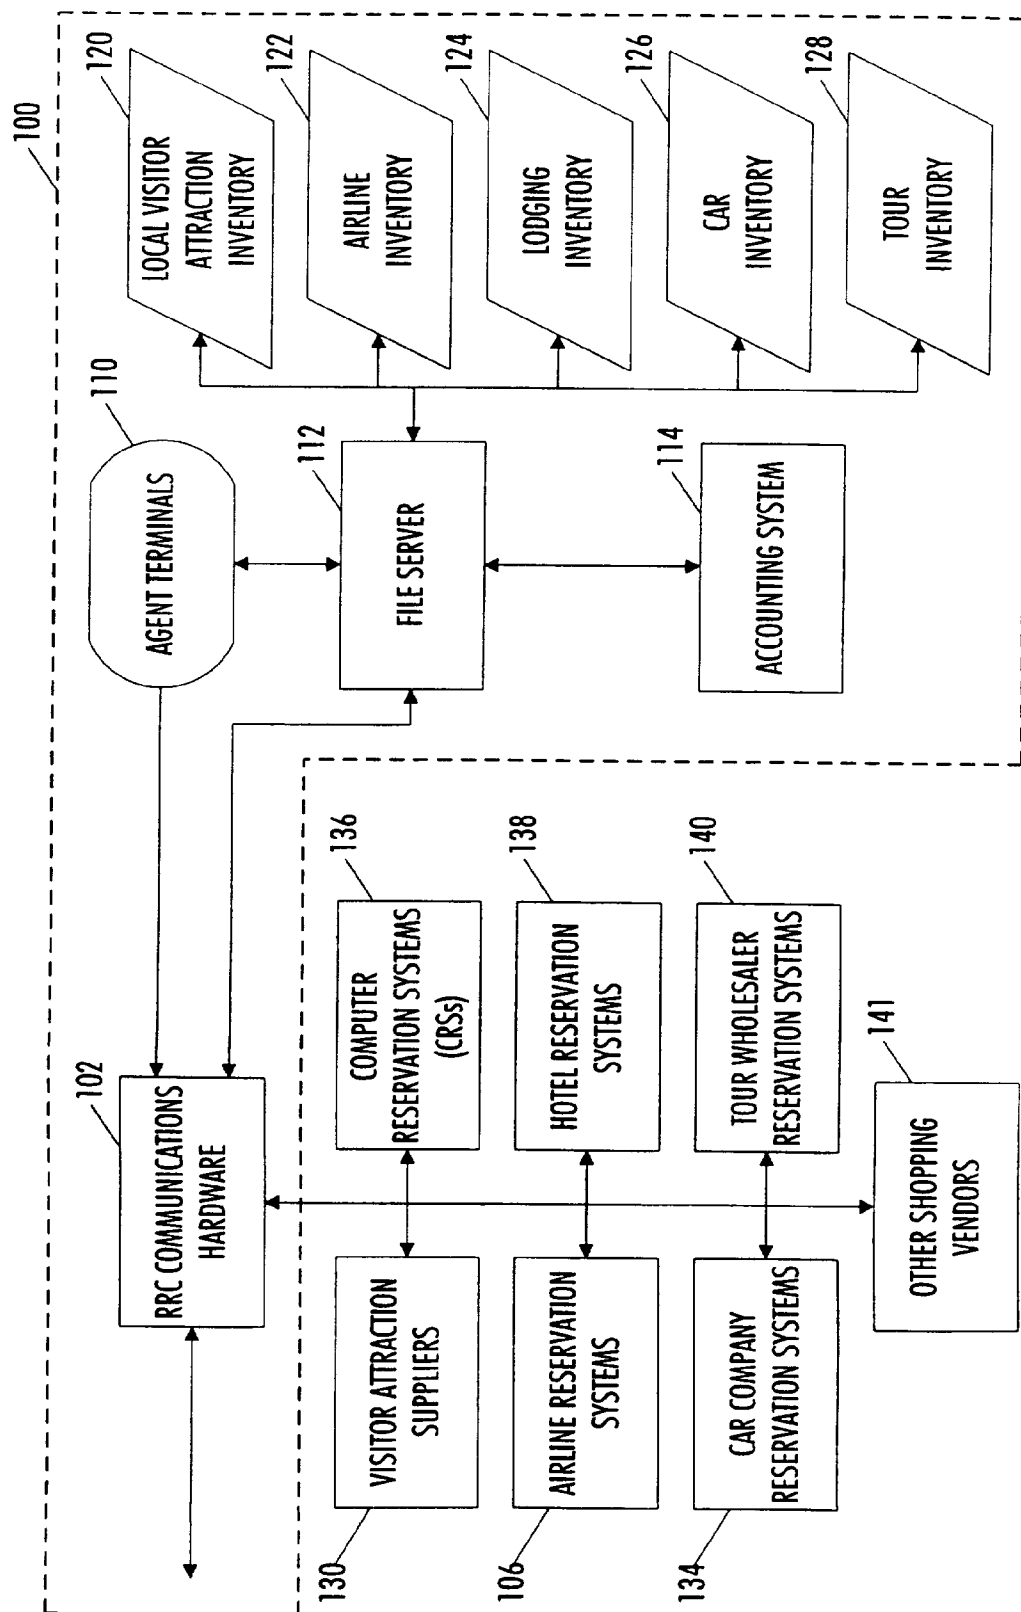 100
102
RRC COMMUNICATIONS
HARDWARE
110
AGENT TERMINALS
120
LOCAL VISITOR
ATTRACTION
INVENTORY
112
FILE SERVER
122
AIRLINE
INVENTORY
124
LODGING
INVENTORY
114
ACCOUNTING SYSTEM
126
CAR
INVENTORY
128
TOUR
INVENTORY
130
VISITOR ATTRACTION
SUPPLIERS
136
COMPUTER
RESERVATION SYSTEMS
(CRSs)
106
AIRLINE RESERVATION
SYSTEMS
138
HOTEL RESERVATION
SYSTEMS
134
CAR COMPANY
RESERVATION SYSTEMS
140
TOUR WHOLESALER
RESERVATION SYSTEMS
141
OTHER SHOPPING
VENDORS